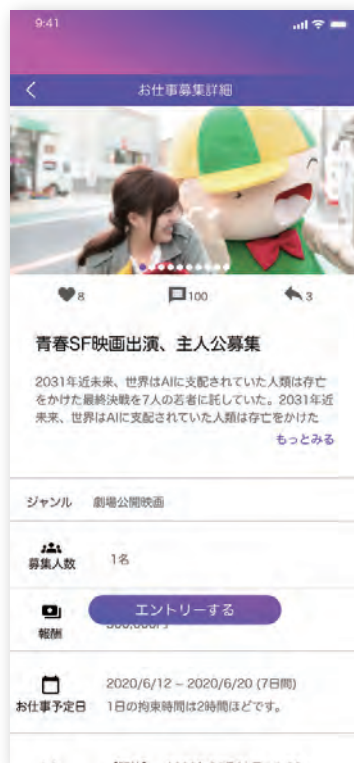 9:41
お仕事募集詳細
8
100
3
青春SF映画出演、主人公募集
2031年近未来、世界はAIに支配されていた人類は存亡
をかけた最終決戦を7人の若者に託していた。2031年近
未来、世界はAIに支配されていた人類は存亡をかけた
もっとみる
ジャンル 劇場公開映画
募集人数 1名
エントリーする
報酬
お仕事予定日
2020/6/12 ~ 2020/6/20 (7日間)
1日の拘束時間は2時間ほどです。